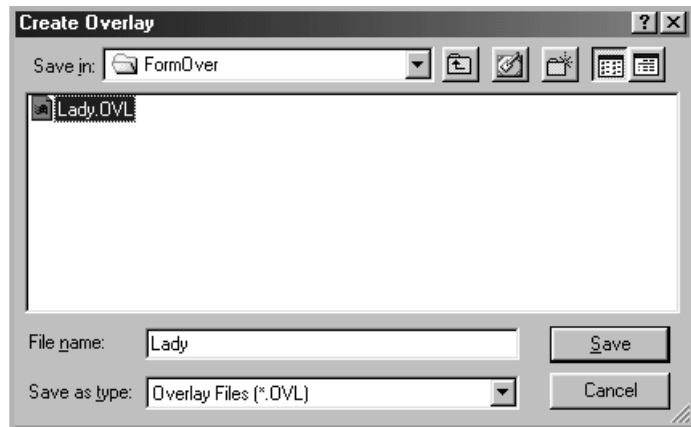 Create Overlay
Save in: FormOver
Lady.OVL
File name: Lady Save
Save as type: Overlay Files (*.OVL) Cancel